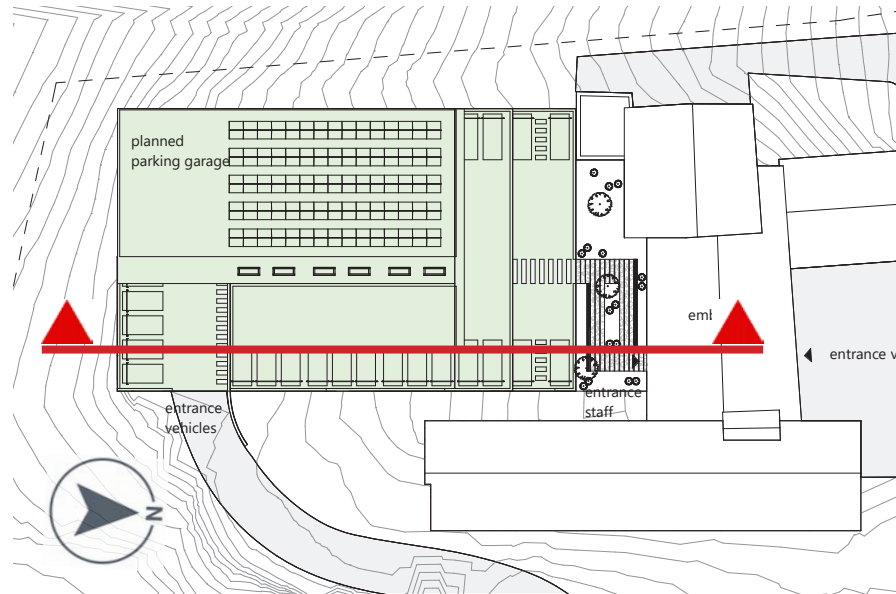 planned
parking garage
emb
entrance v
entrance
vehicles
entrance
staff
N